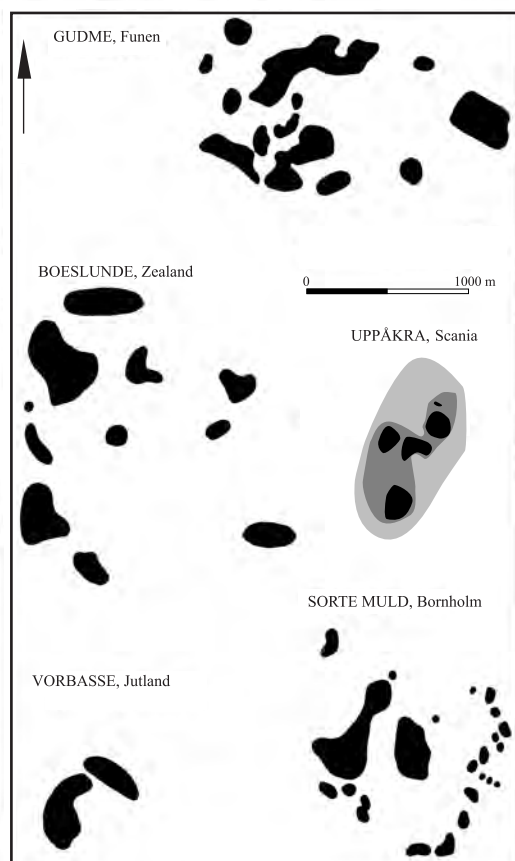 GUDME, Funen
BOESLUNDE, Zealand
0 1000 m
UPPÅKRA, Scania
SORTE MULD, Bornholm
VORBASSE, Jutland